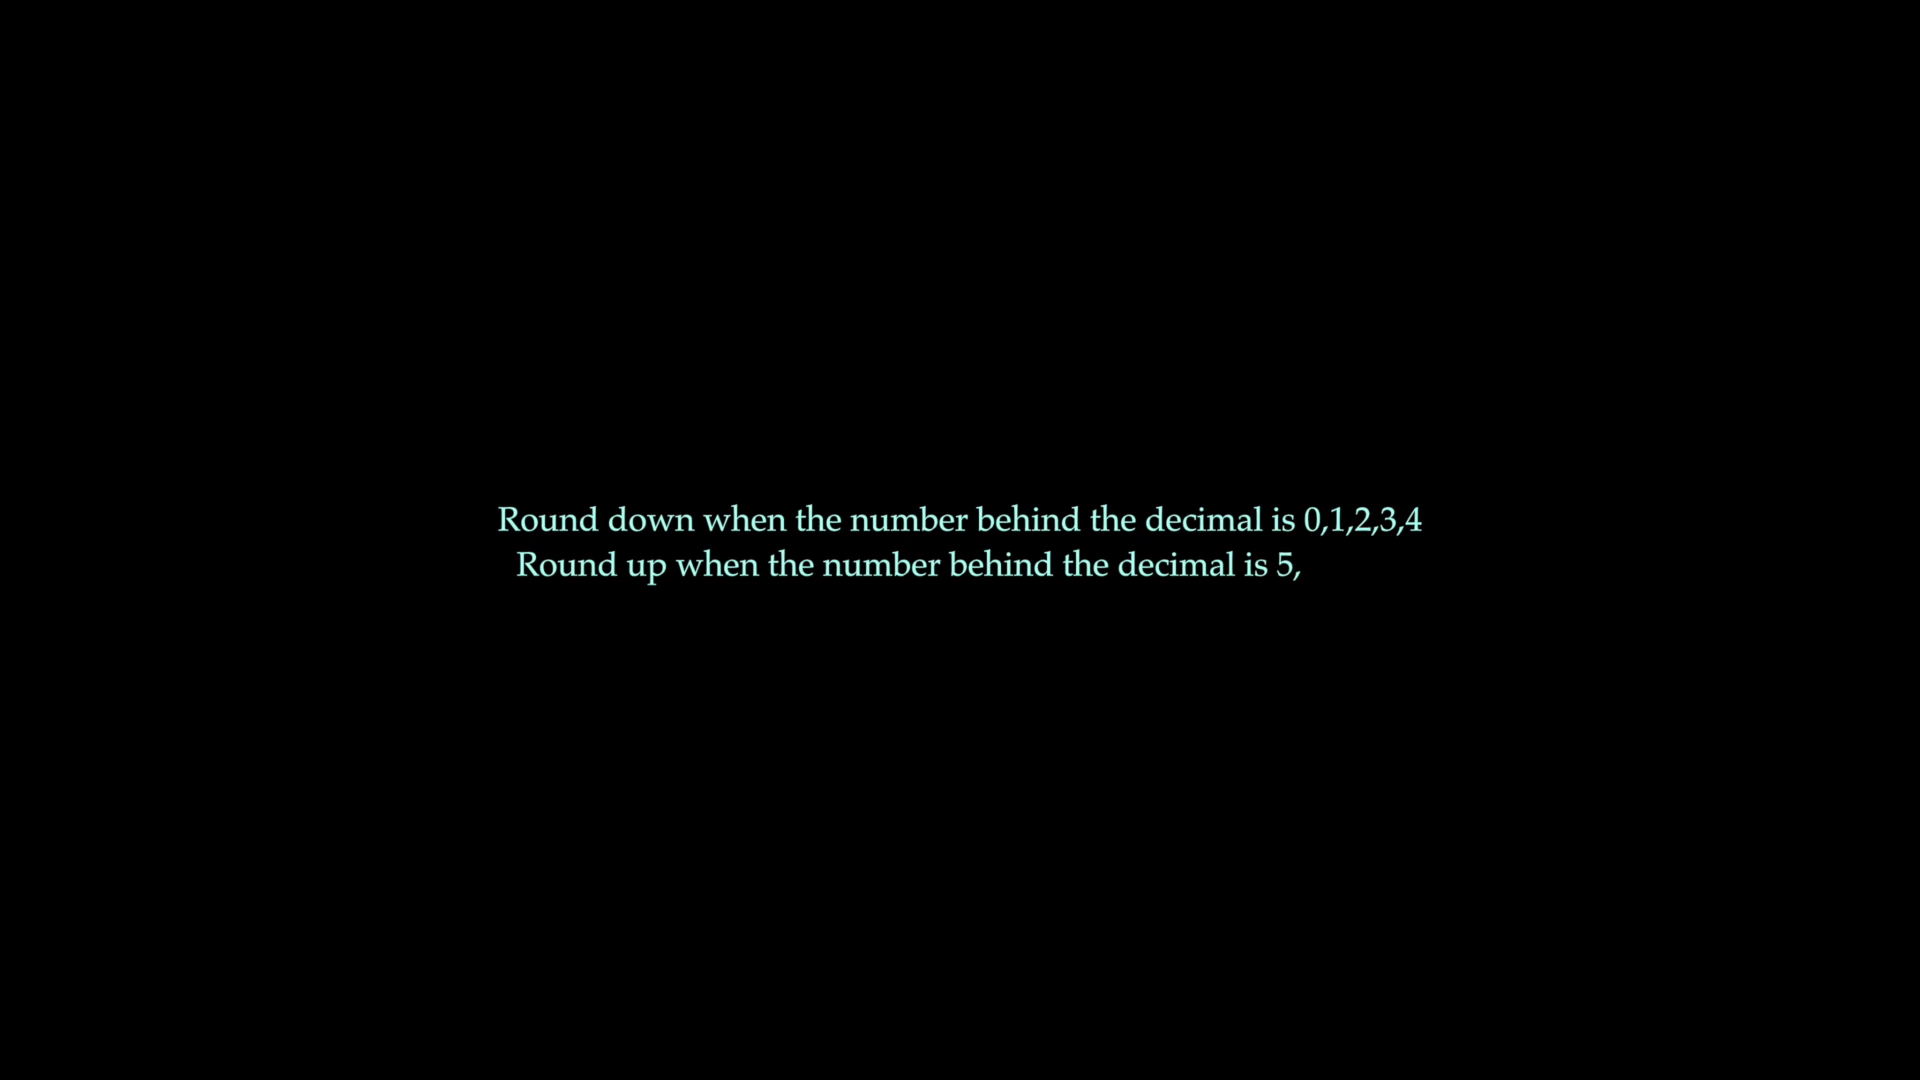 Round down when the number behind the decimal is 0,1,2,3,4
Round up when the number behind the decimal is 5,